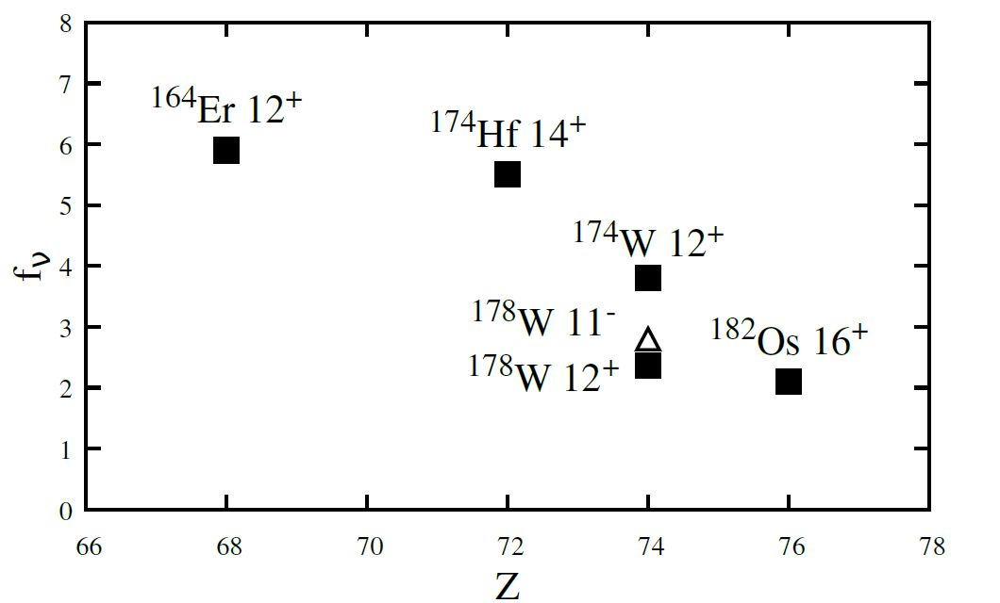 8
7
¹⁶⁴Er 12⁺
¹⁷⁴Hf 14⁺
6
5
¹⁷⁴W 12⁺
4
fν
¹⁷⁸W 11⁻
3
¹⁸²Os 16⁺
¹⁷⁸W 12⁺
2
1
0
66 68 70 72 74 76 78
Z